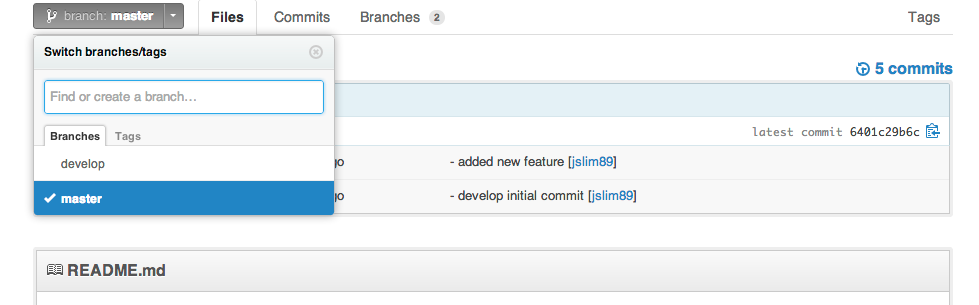 branch: master
Files
Commits
Branches 2
Tags
Switch branches/tags
Find or create a branch...
5 commits
Branches
Tags
latest commit 6401c29b6c
develop
go
- added new feature [jslim89]
master
go
- develop initial commit [jslim89]
README.md